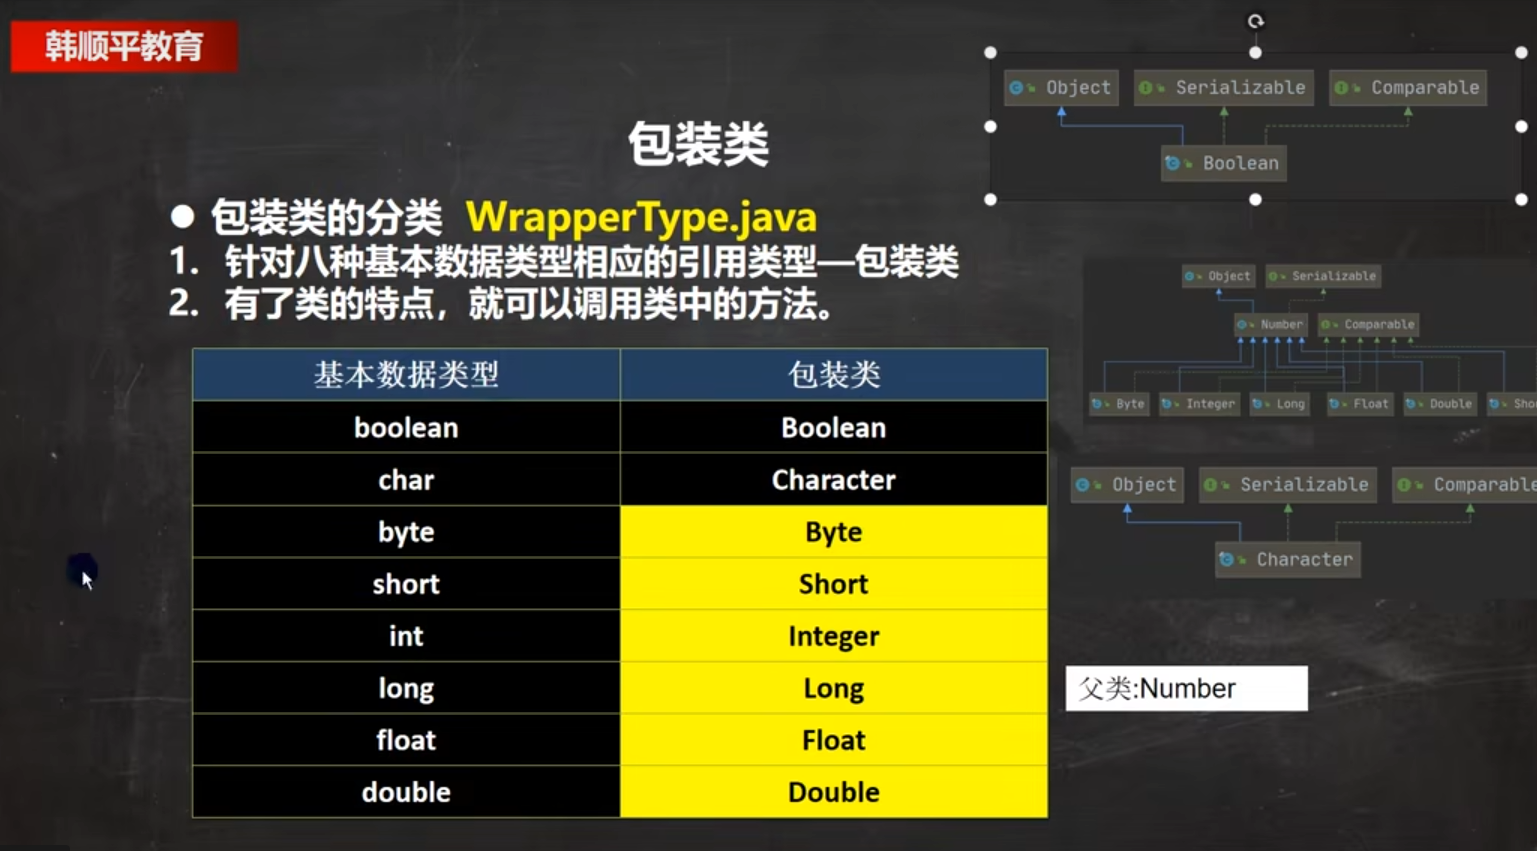 韩顺平教育
包装类
● 包装类的分类 WrapperType.java
1. 针对八种基本数据类型相应的引用类型—包装类
2. 有了类的特点，就可以调用类中的方法。
基本数据类型 包装类
boolean Boolean
char Character
byte Byte
short Short
int Integer
long Long
float Float
double Double
Object Serializable Comparable
Boolean
Object Serializable
Number Comparable
Byte Integer Long Float Double Sho
Object Serializable Comparable
Character
父类:Number